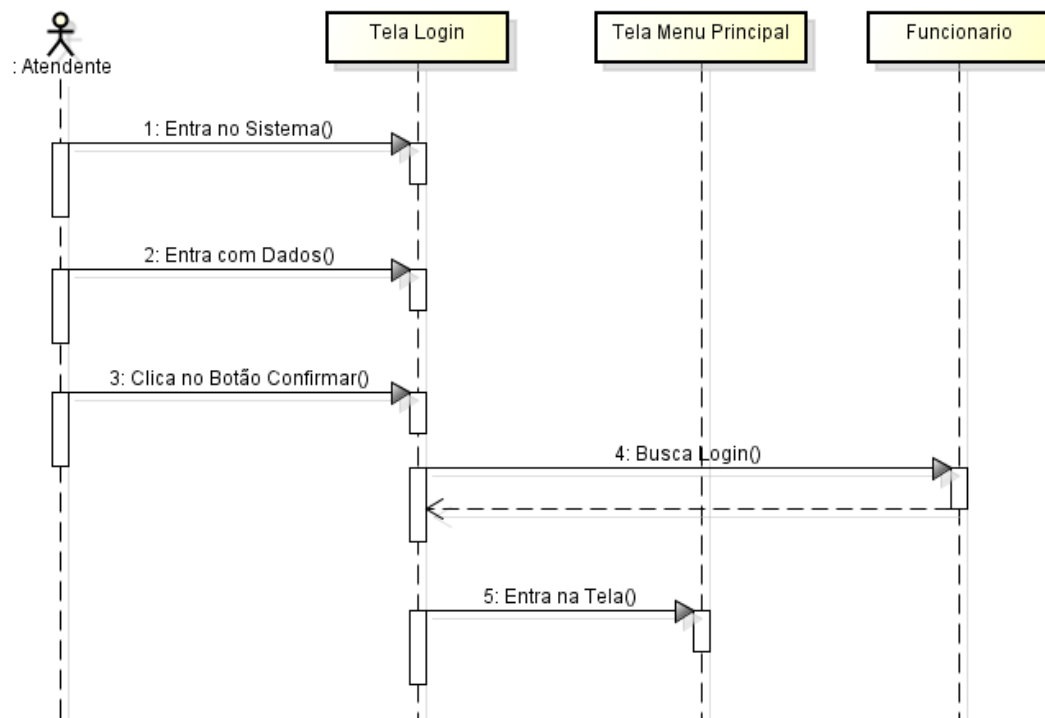 : Atendente
Tela Login
Tela Menu Principal
Funcionario
1: Entra no Sistema()
2: Entra com Dados()
3: Clica no Botão Confirmar()
4: Busca Login()
5: Entra na Tela()